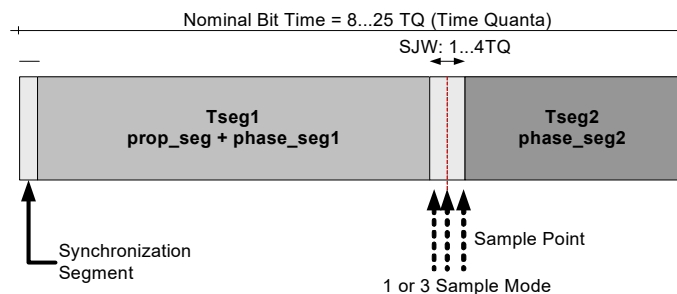 Nominal Bit Time = 8...25 TQ (Time Quanta)
SJW: 1...4TQ
Tseg1
prop_seg + phase_seg1
Tseg2
phase_seg2
Synchronization
Segment
Sample Point
1 or 3 Sample Mode